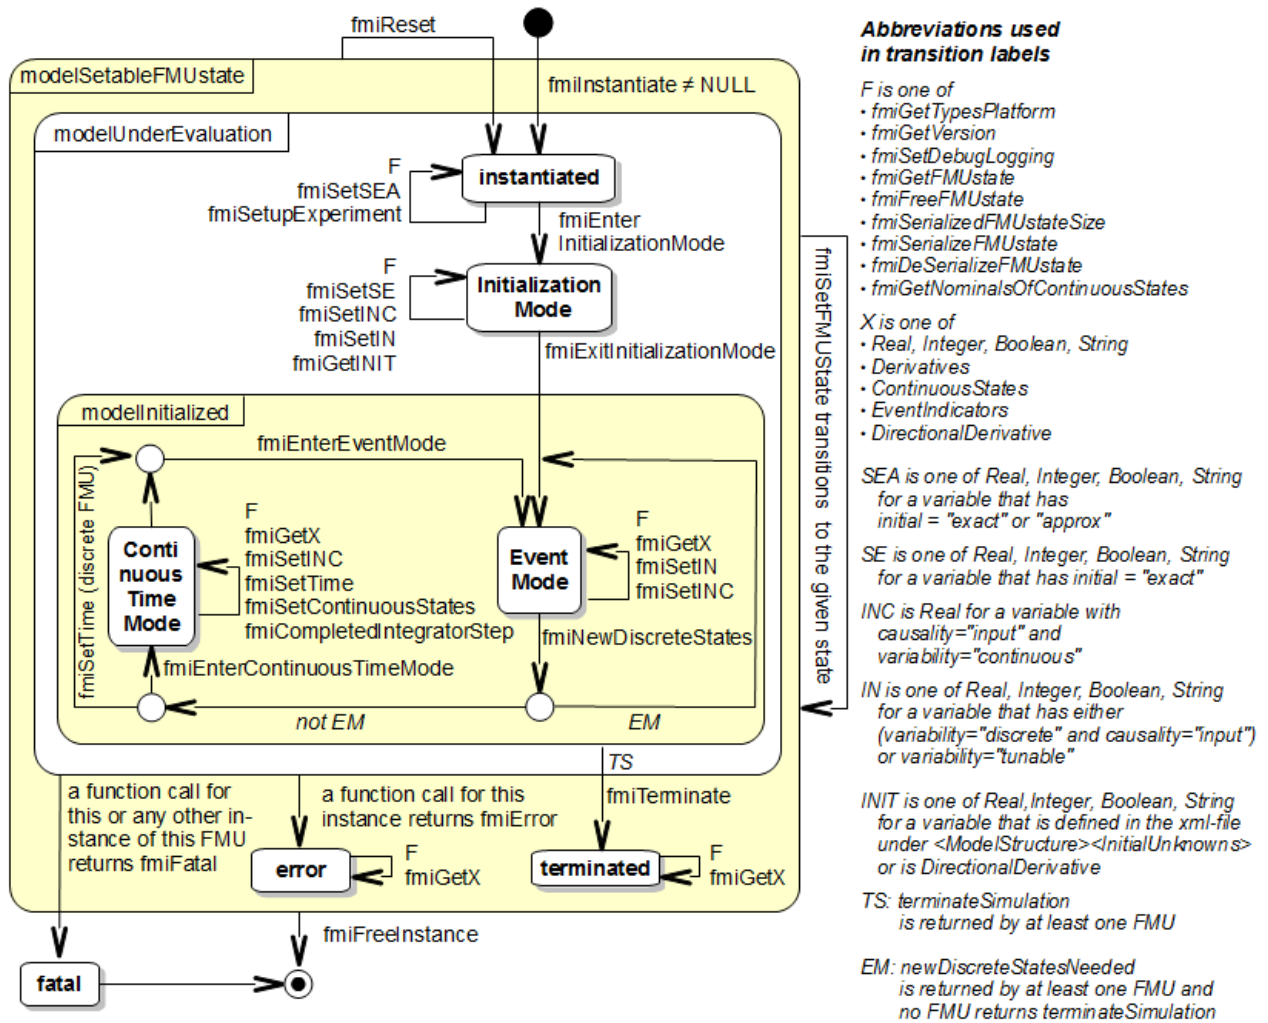 fmiReset
modelSetableFMUstate
fmiInstantiate ≠ NULL
modelUnderEvaluation
instantiated
F
fmiSetSEA
fmiSetupExperiment
fmiEnter
InitializationMode
F
fmiSetSE
fmiSetINC
fmiSetIN
fmiGetINIT
Initialization
Mode
fmiExitInitializationMode
modelInitialized
fmiEnterEventMode
fmiSetTime (discrete FMU)
Conti
nuous
Time
Mode
F
fmiGetX
fmiSetINC
fmiSetTime
fmiSetContinuousStates
fmiCompletedIntegratorStep
Event
Mode
F
fmiGetX
fmiSetIN
fmiSetINC
fmiNewDiscreteStates
fmiEnterContinuousTimeMode
not EM
EM
TS
fmiTerminate
a function call for
this or any other in-
stance of this FMU
returns fmiFatal
a function call for this
instance returns fmiError
error
F
fmiGetX
terminated
F
fmiGetX
fmiFreeInstance
fatal
fmiSetFMUState transitions to the given state
Abbreviations used
in transition labels
F is one of
• fmiGetTypesPlatform
• fmiGetVersion
• fmiSetDebugLogging
• fmiGetFMUstate
• fmiFreeFMUstate
• fmiSerializedFMUstateSize
• fmiSerializeFMUstate
• fmiDeSerializeFMUstate
• fmiGetNominalsOfContinuousStates
X is one of
• Real, Integer, Boolean, String
• Derivatives
• ContinuousStates
• EventIndicators
• DirectionalDerivative
SEA is one of Real, Integer, Boolean, String
for a variable that has
initial = "exact" or "approx"
SE is one of Real, Integer, Boolean, String
for a variable that has initial = "exact"
INC is Real for a variable with
causality="input" and
variability="continuous"
IN is one of Real, Integer, Boolean, String
for a variable that has either
(variability="discrete" and causality="input")
or variability="tunable"
INIT is one of Real,Integer, Boolean, String
for a variable that is defined in the xml-file
under <ModelStructure><InitialUnknowns>
or is DirectionalDerivative
TS: terminateSimulation
is returned by at least one FMU
EM: newDiscreteStatesNeeded
is returned by at least one FMU and
no FMU returns terminateSimulation